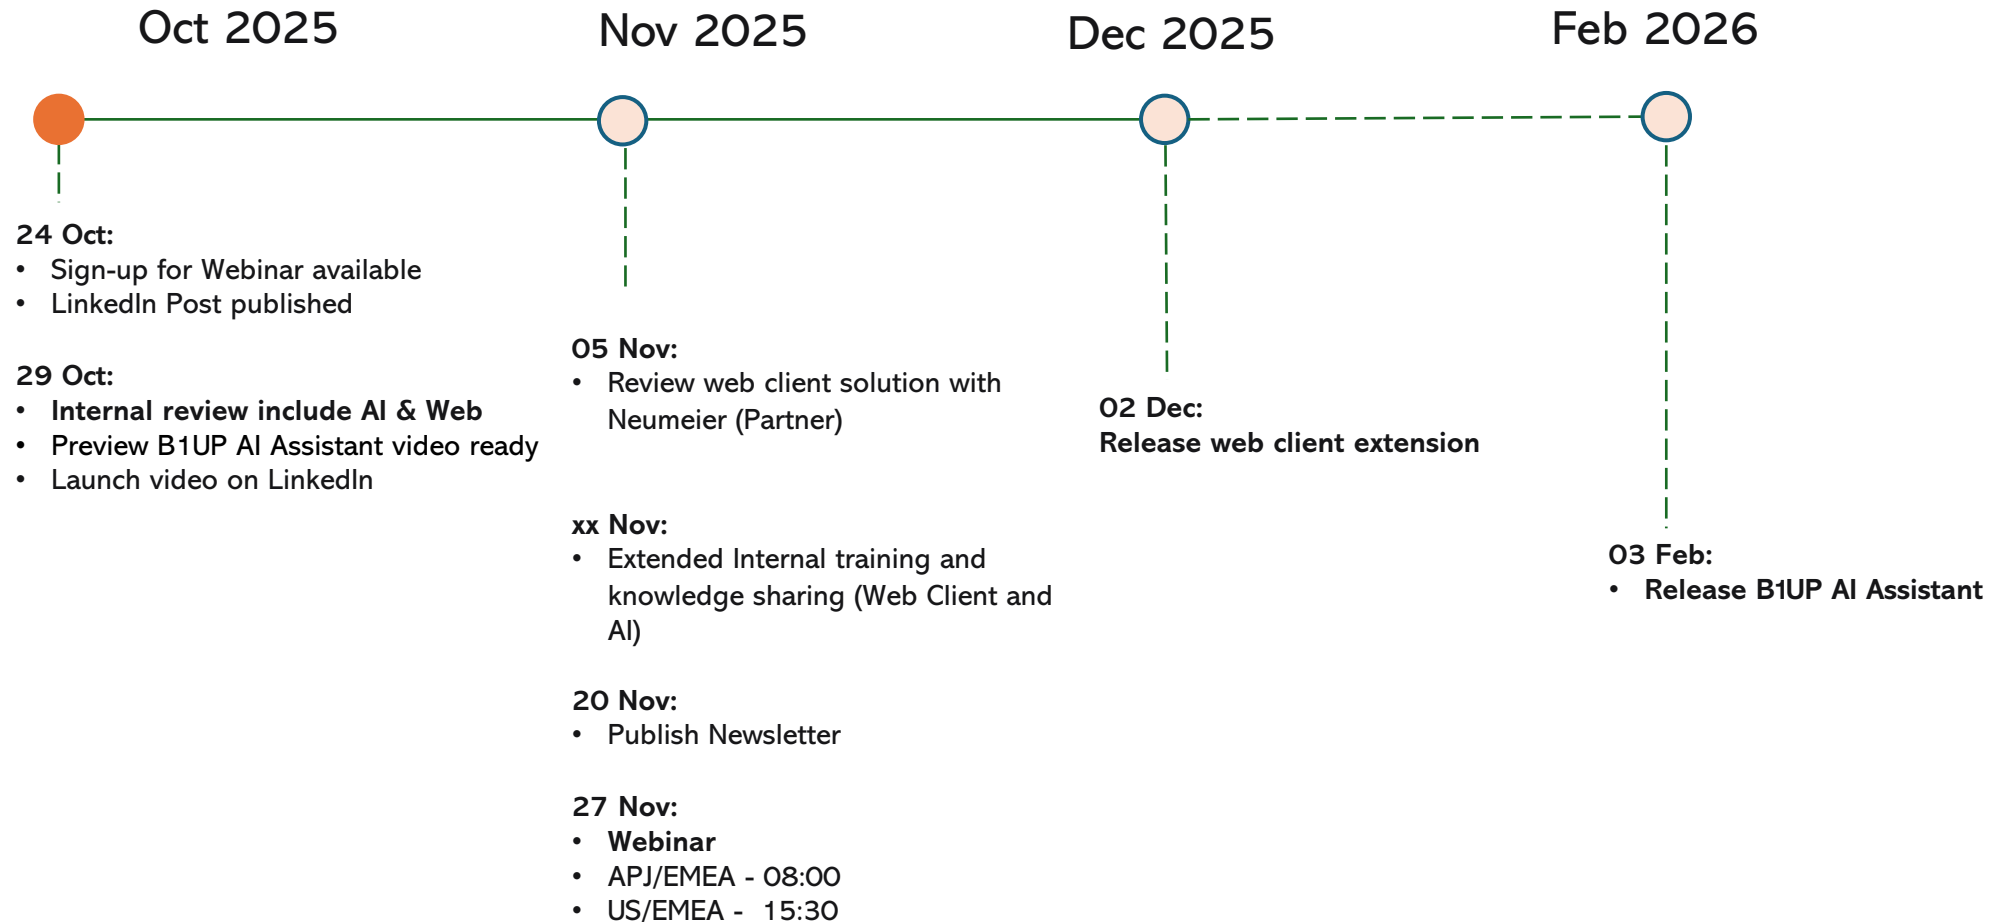 Oct 2025
Nov 2025
Dec 2025
Feb 2026
24 Oct:
• Sign-up for Webinar available
• LinkedIn Post published
29 Oct:
• Internal review include AI & Web
• Preview B1UP AI Assistant video ready
• Launch video on LinkedIn
05 Nov:
• Review web client solution with
Neumeier (Partner)
xx Nov:
• Extended Internal training and
knowledge sharing (Web Client and
AI)
20 Nov:
• Publish Newsletter
27 Nov:
• Webinar
• APJ/EMEA - 08:00
• US/EMEA -  15:30
02 Dec:
Release web client extension
03 Feb:
• Release B1UP AI Assistant